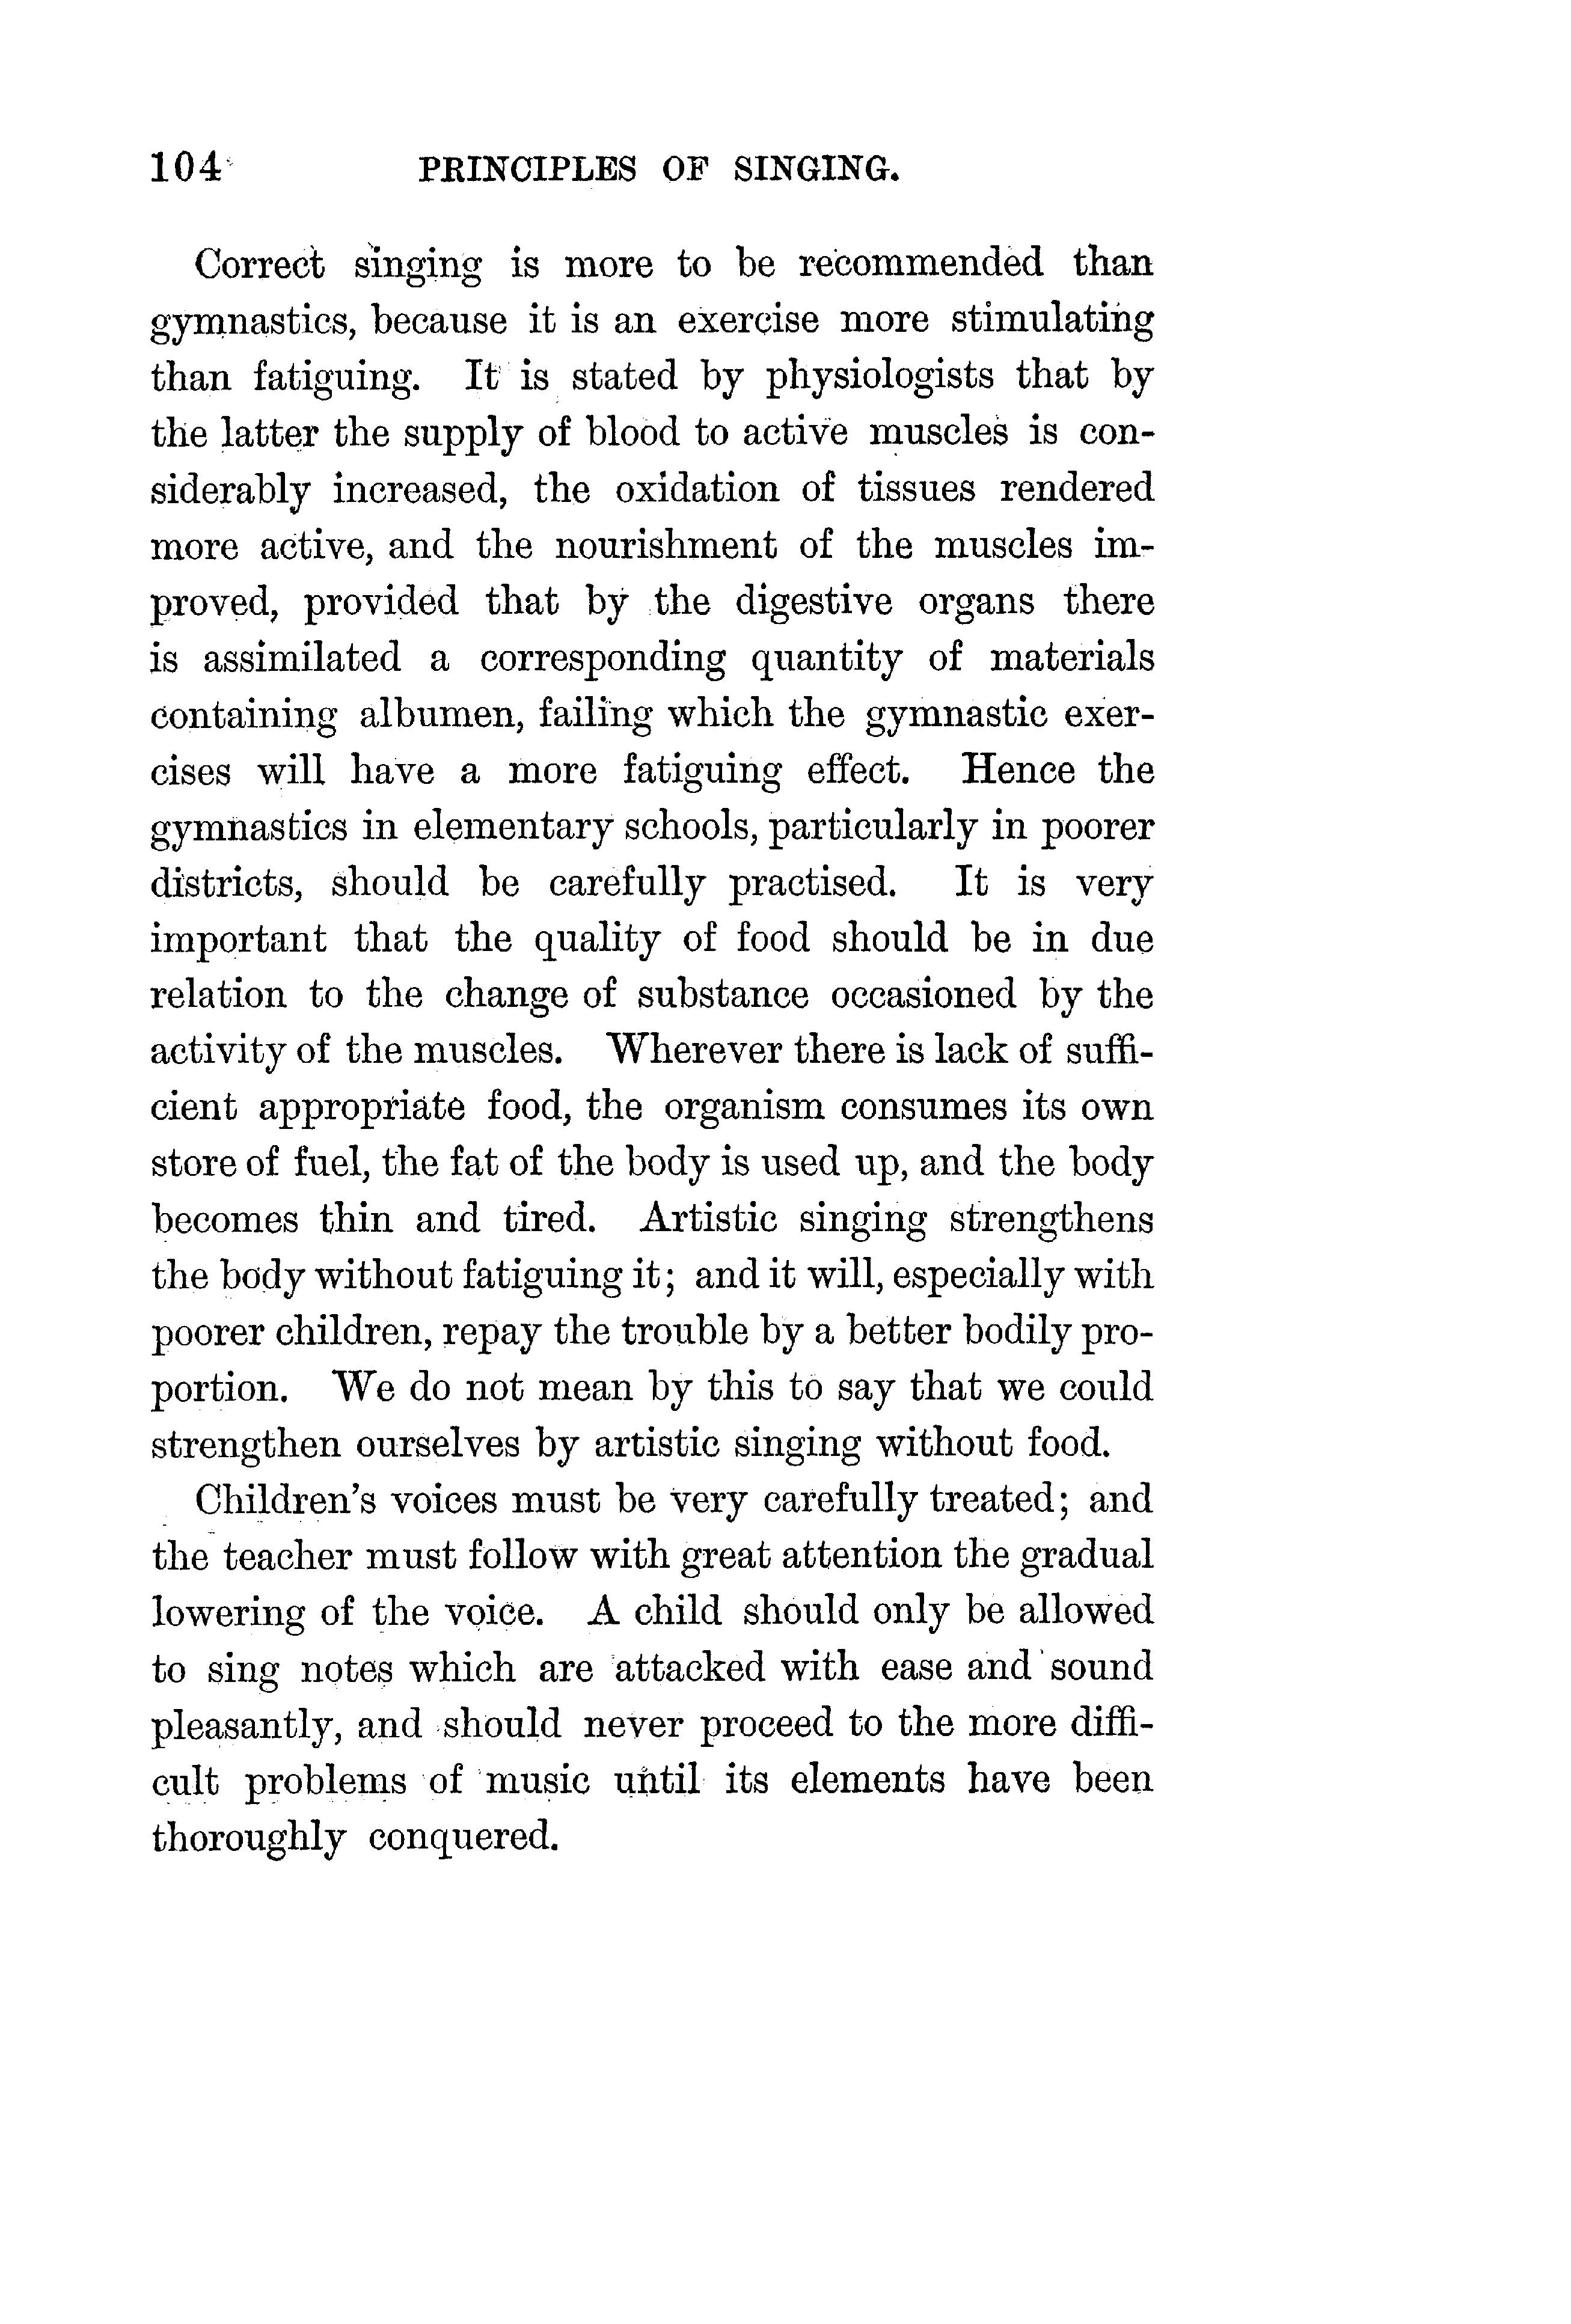 104 PRINCIPLES OF SINGING.
Correct singing is more to be recommended than
gymnastics, because it is an exercise more stimulating
than fatiguing. It is stated by physiologists that by
the latter the supply of blood to active muscles is con-
siderably increased, the oxidation of tissues rendered
more active, and the nourishment of the muscles im-
proved, provided that by the digestive organs there
is assimilated a corresponding quantity of materials
containing albumen, failing which the gymnastic exer-
cises will have a more fatiguing effect. Hence the
gymnastics in elementary schools, particularly in poorer
districts, should be carefully practised. It is very
important that the quality of food should be in due
relation to the change of substance occasioned by the
activity of the muscles. Wherever there is lack of suffi-
cient appropriate food, the organism consumes its own
store of fuel, the fat of the body is used up, and the body
becomes thin and tired. Artistic singing strengthens
the body without fatiguing it; and it will, especially with
poorer children, repay the trouble by a better bodily pro-
portion. We do not mean by this to say that we could
strengthen ourselves by artistic singing without food.
Children's voices must be very carefully treated; and
the teacher must follow with great attention the gradual
lowering of the voice. A child should only be allowed
to sing notes which are attacked with ease and sound
pleasantly, and should never proceed to the more diffi-
cult problems of music until its elements have been
thoroughly conquered.